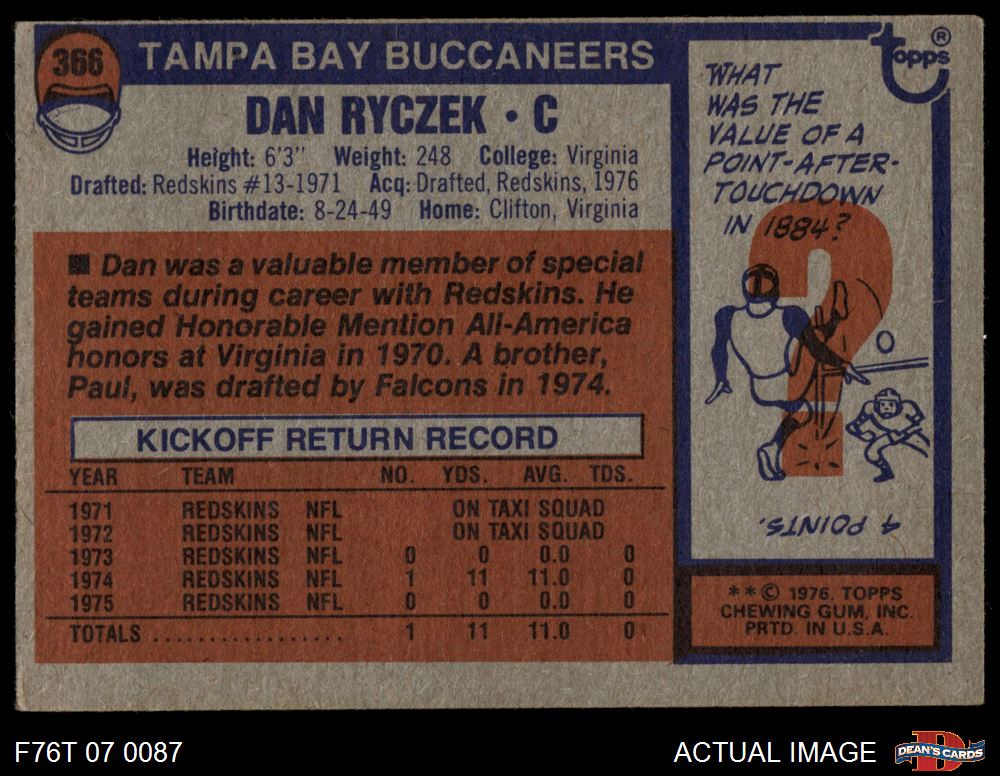 366
TAMPA BAY BUCCANEERS
DAN RYCZEK • C
Height: 6'3" Weight: 248 College: Virginia
Drafted: Redskins #13-1971 Acq: Drafted, Redskins, 1976
Birthdate: 8-24-49 Home: Clifton, Virginia
■ Dan was a valuable member of special
teams during career with Redskins. He
gained Honorable Mention All-America
honors at Virginia in 1970. A brother,
Paul, was drafted by Falcons in 1974.
KICKOFF RETURN RECORD
YEAR TEAM NO. YDS. AVG. TDS.
1971 REDSKINS NFL ON TAXI SQUAD
1972 REDSKINS NFL ON TAXI SQUAD
1973 REDSKINS NFL 0 0 0.0 0
1974 REDSKINS NFL 1 11 11.0 0
1975 REDSKINS NFL 0 0 0.0 0
TOTALS .................. 1 11 11.0 0
topps ®
WHAT
WAS THE
VALUE OF A
POINT-AFTER-
TOUCHDOWN
IN 1884?
?
4 POINTS.
** © 1976. TOPPS
CHEWING GUM, INC.
PRTD. IN U.S.A.
F76T 07 0087
ACTUAL IMAGE
D
DEAN'S CARDS